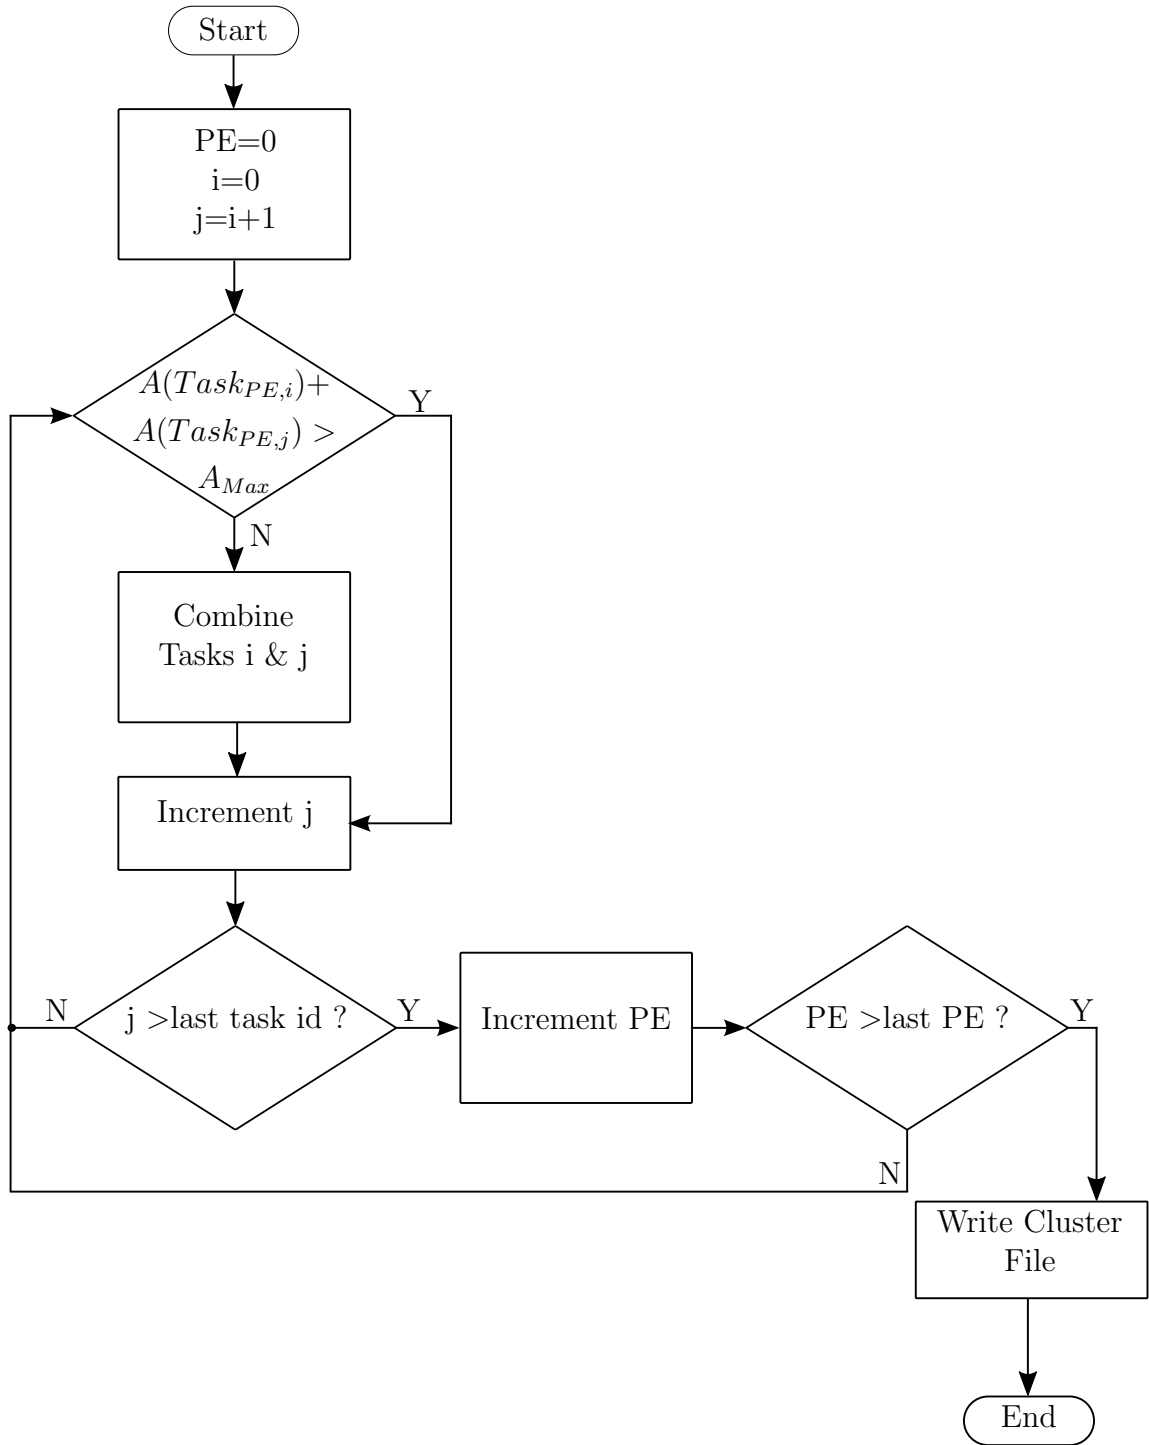 Start
PE=0
i=0
j=i+1
A(Task_{PE,i})+
A(Task_{PE,j}) >
A_{Max}
Y
N
Combine
Tasks i & j
Increment j
N
j >last task id ?
Y
Increment PE
PE >last PE ?
Y
N
Write Cluster
File
End